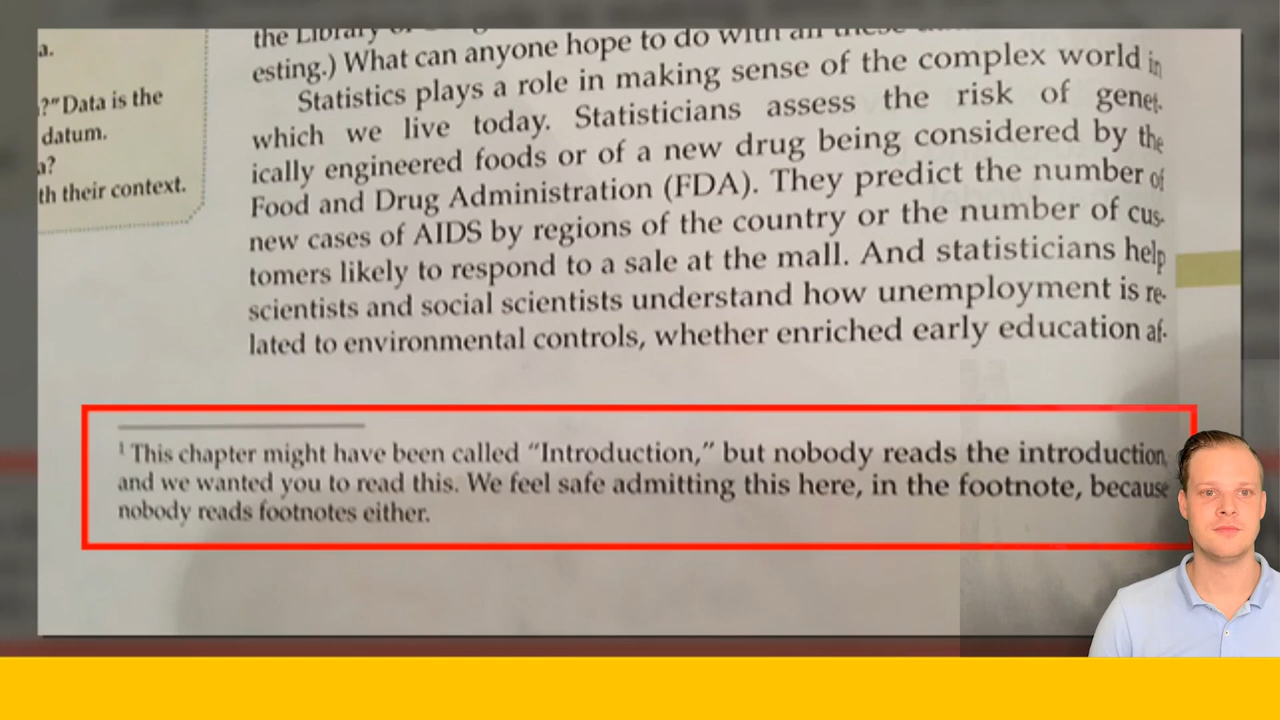 a.
?" Data is the
datum.
a?
th their context.
the Library
esting.) What can anyone hope to do with all these
Statistics plays a role in making sense of the complex world in
which we live today. Statisticians assess the risk of genet-
ically engineered foods or of a new drug being considered by the
Food and Drug Administration (FDA). They predict the number of
new cases of AIDS by regions of the country or the number of cus-
tomers likely to respond to a sale at the mall. And statisticians help
scientists and social scientists understand how unemployment is re-
lated to environmental controls, whether enriched early education af-
¹ This chapter might have been called “Introduction,” but nobody reads the introduction,
and we wanted you to read this. We feel safe admitting this here, in the footnote, because
nobody reads footnotes either.